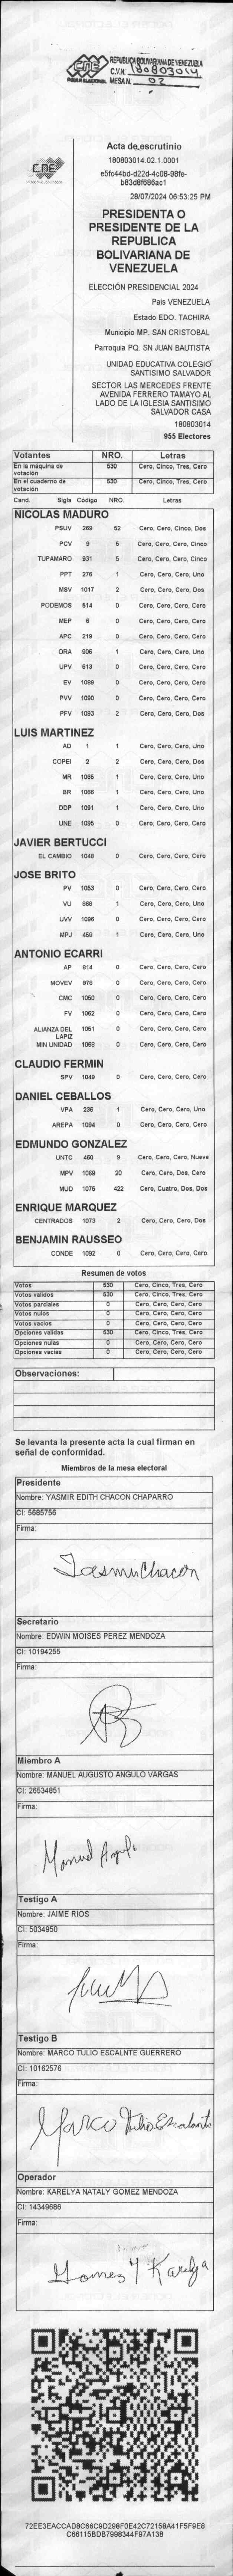 CNE
PODER ELECTORAL
REPÚBLICA BOLIVARIANA DE VENEZUELA
C.V.N. 180803014
MESA N. 02
CNE
Acta de escrutinio
180803014.02.1.0001
28/07/2024 06:53:25 PM
PRESIDENTA O
PRESIDENTE DE LA
REPUBLICA
BOLIVARIANA DE
VENEZUELA
ELECCIÓN PRESIDENCIAL 2024
Pais VENEZUELA
Estado EDO. TACHIRA
Municipio MP. SAN CRISTOBAL
Parroquia PQ. SN JUAN BAUTISTA
UNIDAD EDUCATIVA COLEGIO
SANTISIMO SALVADOR
SECTOR LAS MERCEDES FRENTE
AVENIDA FERRERO TAMAYO AL
LADO DE LA IGLESIA SANTISIMO
SALVADOR CASA
180803014
955 Electores
Votantes NRO. Letras
En la máquina de votación 530 Cero, Cinco, Tres, Cero
En el cuaderno de votación 530 Cero, Cinco, Tres, Cero
Cand. Sigla Código NRO. Letras
NICOLAS MADURO
PSUV 269 52 Cero, Cero, Cinco, Dos
PCV 9 5 Cero, Cero, Cero, Cinco
TUPAMARO 931 5 Cero, Cero, Cero, Cinco
PPT 276 1 Cero, Cero, Cero, Uno
MSV 1017 2 Cero, Cero, Cero, Dos
PODEMOS 514 0 Cero, Cero, Cero, Cero
MEP 6 0 Cero, Cero, Cero, Cero
APC 219 0 Cero, Cero, Cero, Cero
ORA 906 1 Cero, Cero, Cero, Uno
UPV 513 0 Cero, Cero, Cero, Cero
EV 1089 0 Cero, Cero, Cero, Cero
PVV 1090 0 Cero, Cero, Cero, Cero
PFV 1093 2 Cero, Cero, Cero, Dos
LUIS MARTINEZ
AD 1 1 Cero, Cero, Cero, Uno
COPEI 2 2 Cero, Cero, Cero, Dos
MR 1065 1 Cero, Cero, Cero, Uno
BR 1066 1 Cero, Cero, Cero, Uno
DDP 1091 1 Cero, Cero, Cero, Uno
UNE 1095 0 Cero, Cero, Cero, Cero
JAVIER BERTUCCI
EL CAMBIO 1048 0 Cero, Cero, Cero, Cero
JOSE BRITO
PV 1053 0 Cero, Cero, Cero, Cero
VU 868 1 Cero, Cero, Cero, Uno
UVV 1096 0 Cero, Cero, Cero, Cero
MPJ 458 1 Cero, Cero, Cero, Uno
ANTONIO ECARRI
AP 814 0 Cero, Cero, Cero, Cero
MOVEV 878 0 Cero, Cero, Cero, Cero
CMC 1050 0 Cero, Cero, Cero, Cero
FV 1062 0 Cero, Cero, Cero, Cero
ALIANZA DEL LAPIZ 1051 0 Cero, Cero, Cero, Cero
MIN UNIDAD 1068 0 Cero, Cero, Cero, Cero
CLAUDIO FERMIN
SPV 1049 0 Cero, Cero, Cero, Cero
DANIEL CEBALLOS
VPA 236 1 Cero, Cero, Cero, Uno
AREPA 1094 0 Cero, Cero, Cero, Cero
EDMUNDO GONZALEZ
UNTC 460 9 Cero, Cero, Cero, Nueve
MPV 1069 20 Cero, Cero, Dos, Cero
MUD 1075 422 Cero, Cuatro, Dos, Dos
ENRIQUE MARQUEZ
CENTRADOS 1073 2 Cero, Cero, Cero, Dos
BENJAMIN RAUSSEO
CONDE 1092 0 Cero, Cero, Cero, Cero
Resumen de votos
Votos 530 Cero, Cinco, Tres, Cero
Votos validos 530 Cero, Cinco, Tres, Cero
Votos parciales 0 Cero, Cero, Cero, Cero
Votos nulos 0 Cero, Cero, Cero, Cero
Votos vacios 0 Cero, Cero, Cero, Cero
Opciones validas 530 Cero, Cinco, Tres, Cero
Opciones nulas 0 Cero, Cero, Cero, Cero
Opciones vacias 0 Cero, Cero, Cero, Cero
Observaciones:
Se levanta la presente acta la cual firman en
señal de conformidad.
Miembros de la mesa electoral
Presidente
Nombre: YASMIR EDITH CHACON CHAPARRO
CI: 5685756
Firma:
Secretario
Nombre: EDWIN MOISES PEREZ MENDOZA
CI: 10194255
Firma:
Miembro A
Nombre: MANUEL AUGUSTO ANGULO VARGAS
CI: 26534851
Firma:
Manuel Angulo
Testigo A
Nombre: JAIME RIOS
CI: 5034950
Firma:
Testigo B
Nombre: MARCO TULIO ESCALNTE GUERRERO
CI: 10162576
Firma:
Marco Tulio Escalante
Operador
Nombre: KARELYA NATALY GOMEZ MENDOZA
CI: 14349686
Firma:
Gomez Y Karelya
72EE3EACCAD8C66C9D298F0E42C72158A41F5F9E8
C66115BDB7998344F97A138